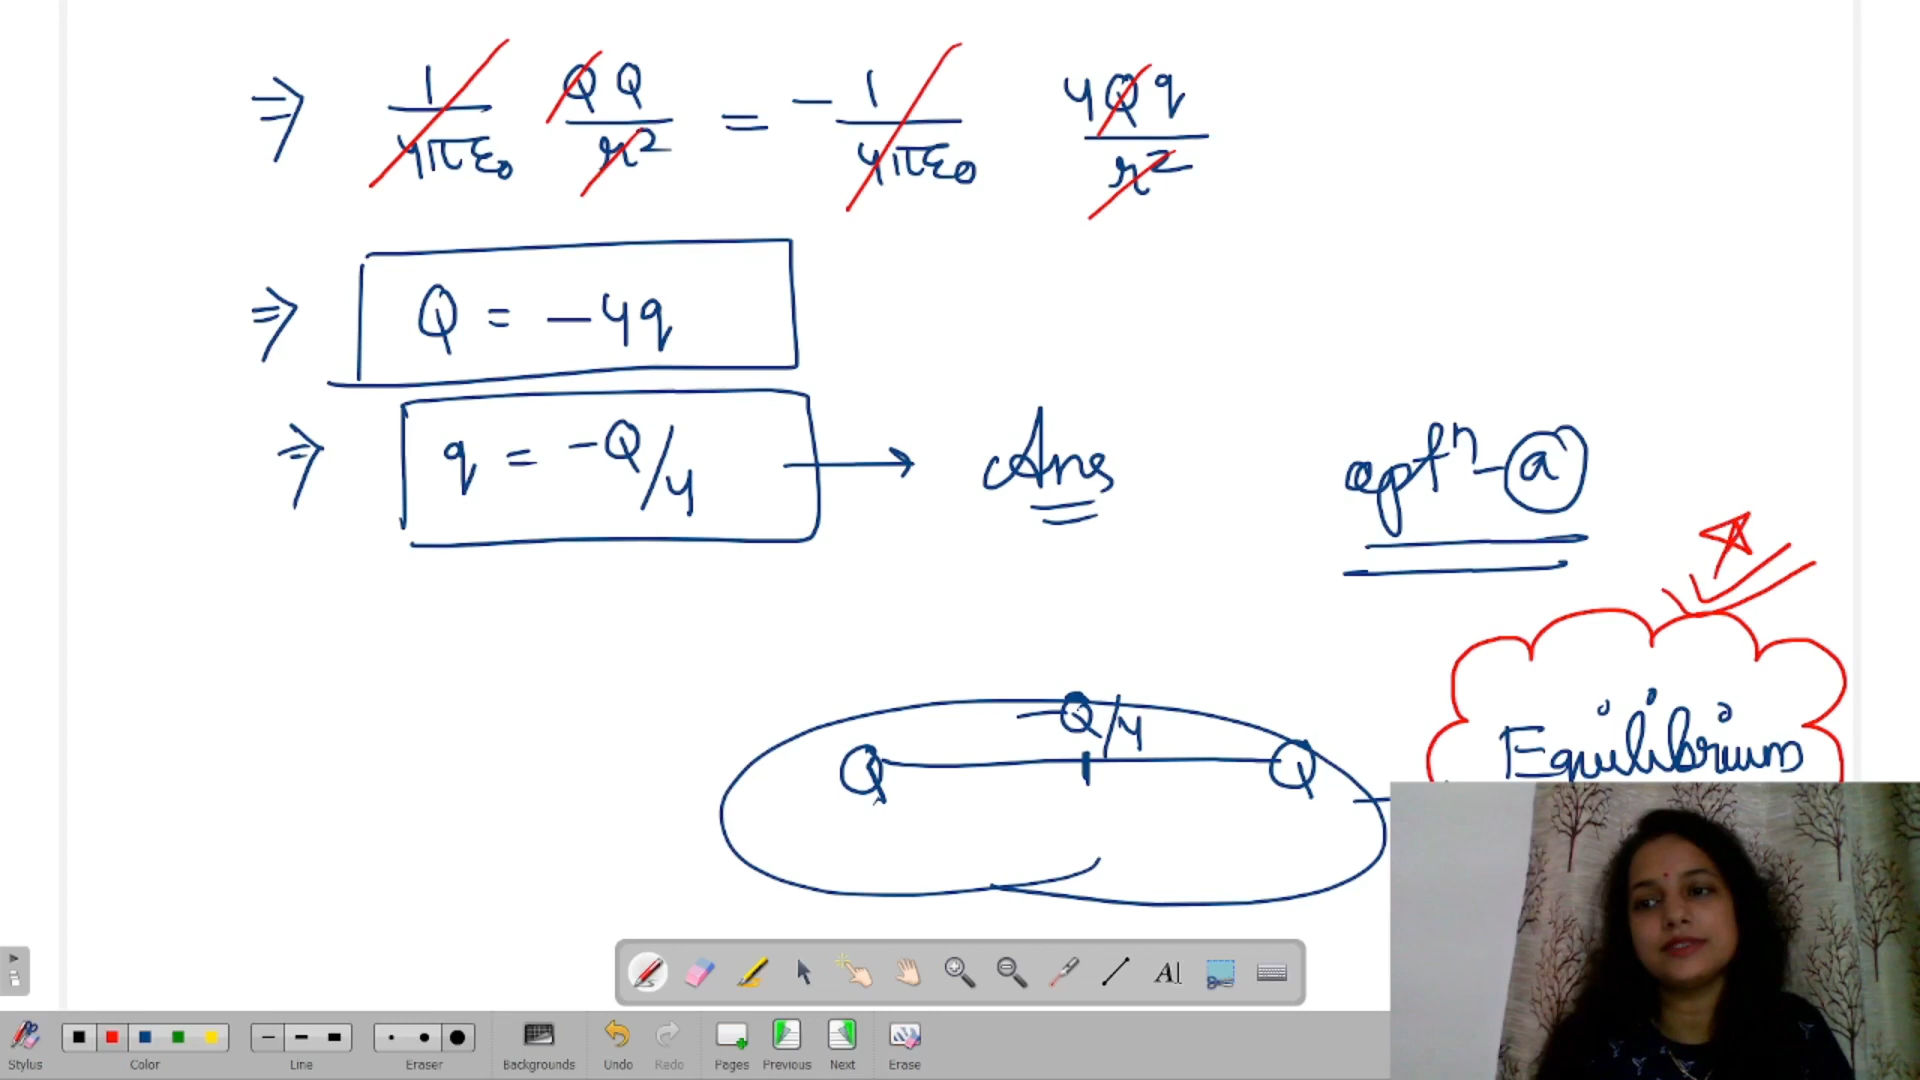 ⇒ 1/4πε₀ QQ/r² = − 1/4πε₀ 4Qq/r²
⇒ Q = −4q
⇒ q = −Q/4 → Ans optⁿ - a
−Q/4
Q Q
Equilibrium
AI
Stylus Color Line Eraser Backgrounds Undo Redo Pages Previous Next Erase